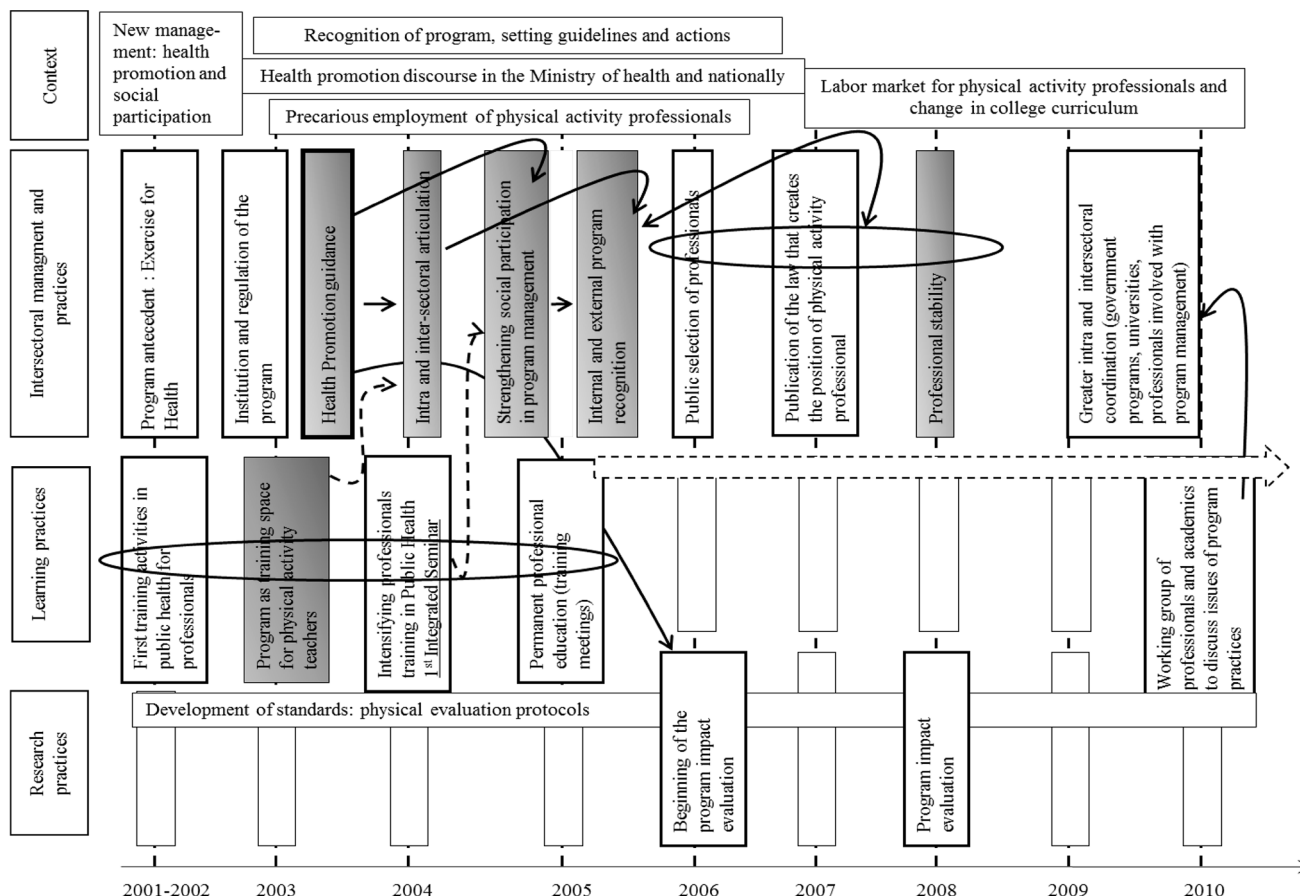 Context
New manage-
ment: health
promotion and
social
participation
Recognition of program, setting guidelines and actions
Health promotion discourse in the Ministry of health and nationally
Precarious employment of physical activity professionals
Labor market for physical activity professionals and
change in college curriculum
Intersectoral managment and
practices
Program antecedent : Exercise for
Health
Institution and regulation of the
program
Health Promotion guidance
Intra and inter-sectoral articulation
Strengthening social participation
in program management
Internal and external program
recognition
Public selection of professionals
Publication of the law that creates
the position of physical activity
professional
Professional stability
Greater intra and intersectoral
coordination (government
programs, universities,
professionals involved with
program management)
Learning practices
First training activities in
public health for
professionals
Program as training space
for physical activity
teachers
Intensifying professionals
training in Public Health
1st Integrated Seminar
Permanent professional
education (training
meetings)
Working group of
professionals and academics
to discuss issues of program
practices
Research
practices
Development of standards: physical evaluation protocols
Beginning of the
program impact
evaluation
Program impact
evaluation
2001-2002
2003
2004
2005
2006
2007
2008
2009
2010